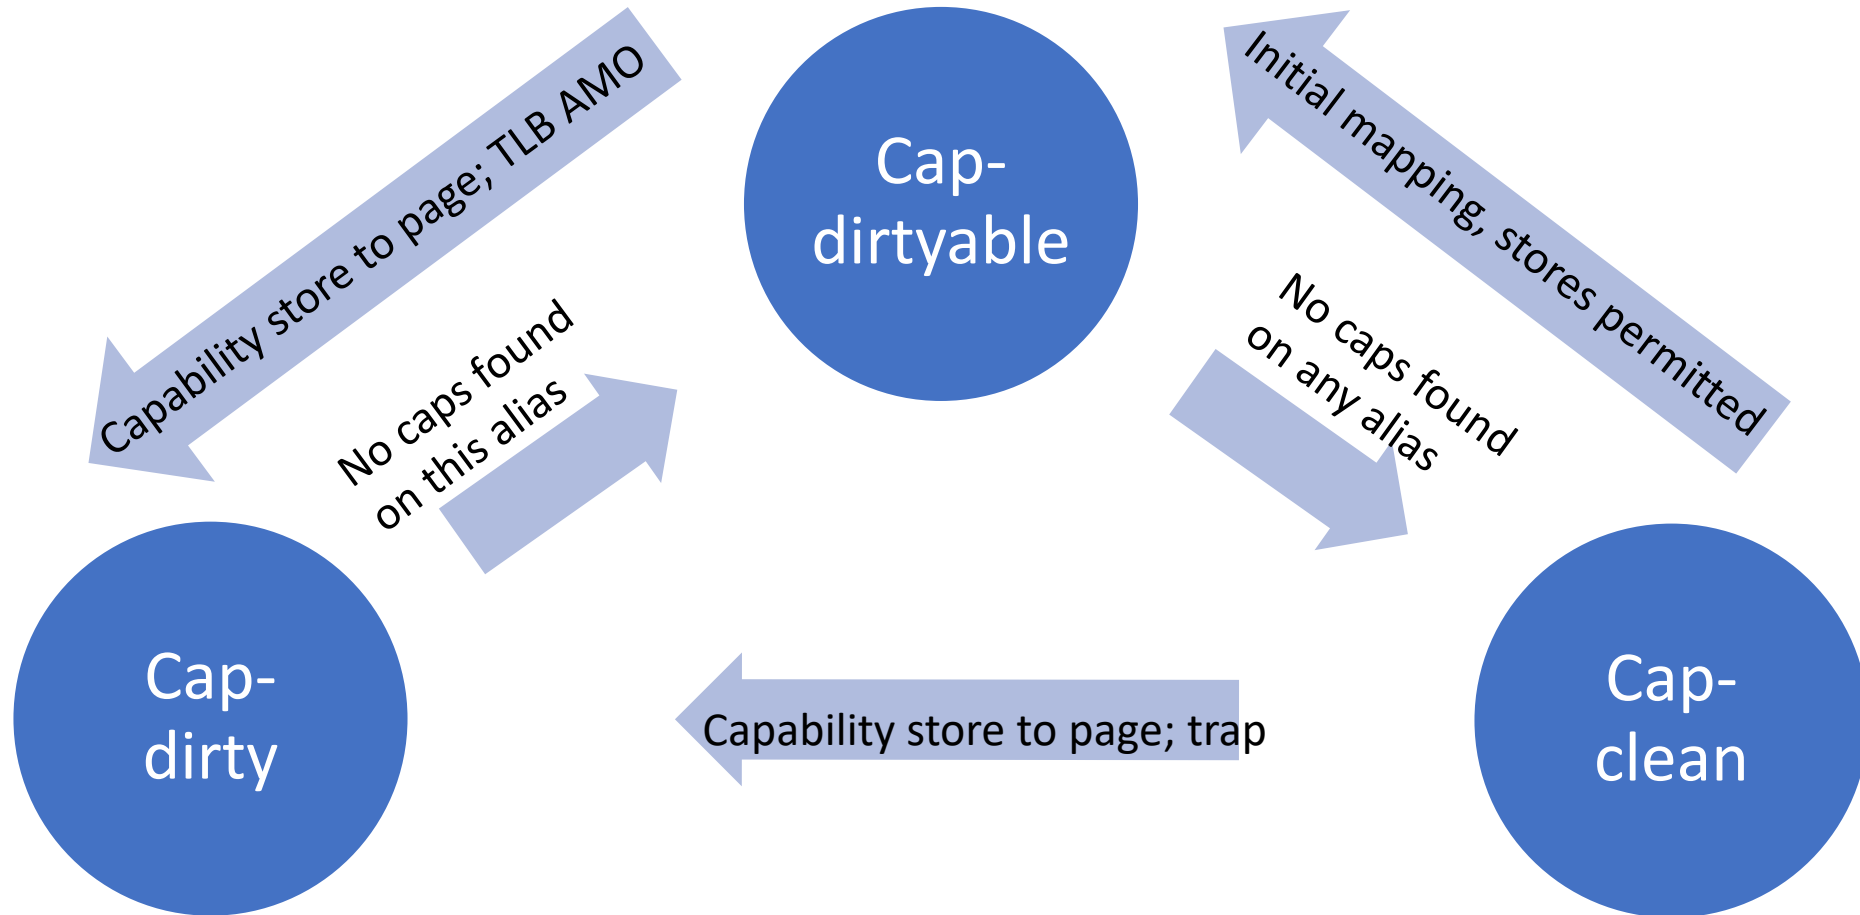 Cap-
dirtyable
Capability store to page; TLB AMO
Initial mapping, stores permitted
No caps found
on this alias
No caps found
on any alias
Cap-
dirty
Capability store to page; trap
Cap-
clean